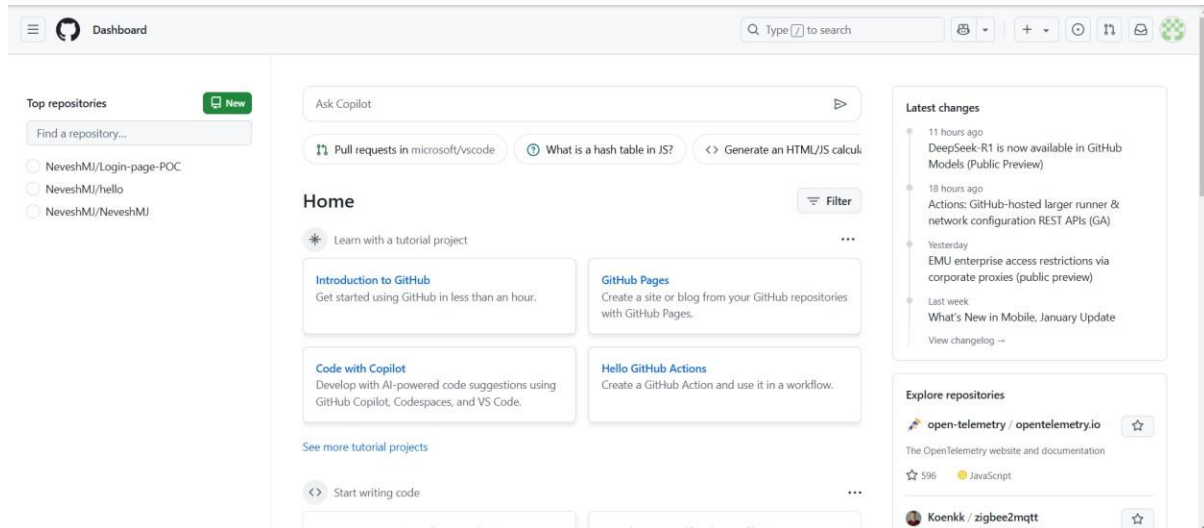 Dashboard
Type / to search
Top repositories
New
Find a repository...
NeveshMJ/Login-page-POC
NeveshMJ/hello
NeveshMJ/NeveshMJ
Ask Copilot
Pull requests in microsoft/vscode
What is a hash table in JS?
Generate an HTML/JS calcul
Home
Filter
Learn with a tutorial project
Introduction to GitHub
Get started using GitHub in less than an hour.
GitHub Pages
Create a site or blog from your GitHub repositories
with GitHub Pages.
Code with Copilot
Develop with AI-powered code suggestions using
GitHub Copilot, Codespaces, and VS Code.
Hello GitHub Actions
Create a GitHub Action and use it in a workflow.
See more tutorial projects
Start writing code
Latest changes
11 hours ago
DeepSeek-R1 is now available in GitHub
Models (Public Preview)
18 hours ago
Actions: GitHub-hosted larger runner &
network configuration REST APIs (GA)
Yesterday
EMU enterprise access restrictions via
corporate proxies (public preview)
Last week
What's New in Mobile, January Update
View changelog →
Explore repositories
open-telemetry / opentelemetry.io
The OpenTelemetry website and documentation
596 JavaScript
Koenkk / zigbee2mqtt